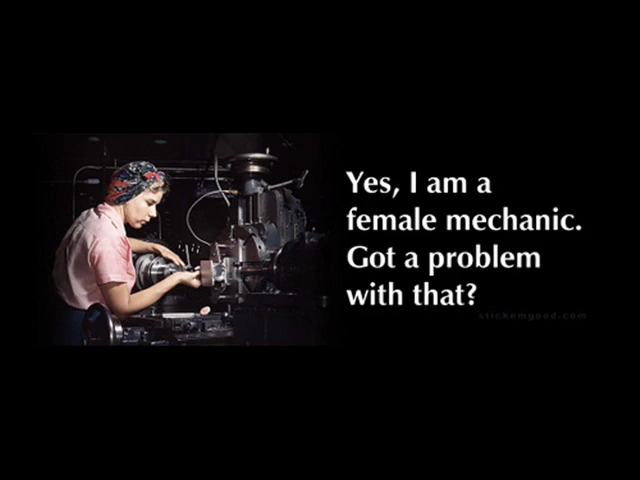 Yes, I am a
female mechanic.
Got a problem
with that?
stickemgood.com